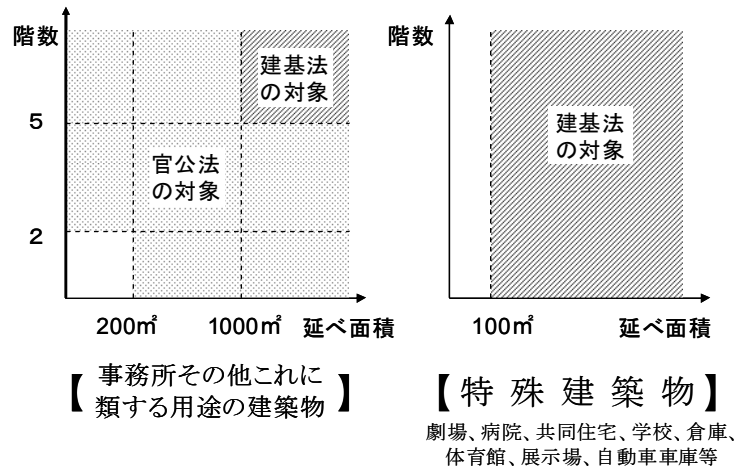 階数
建基法
の対象
5
官公法
の対象
2
200㎡
1000㎡
延べ面積
【事務所その他これに
類する用途の建築物】
階数
建基法
の対象
100㎡
延べ面積
【特殊建築物】
劇場、病院、共同住宅、学校、倉庫、
体育館、展示場、自動車車庫等